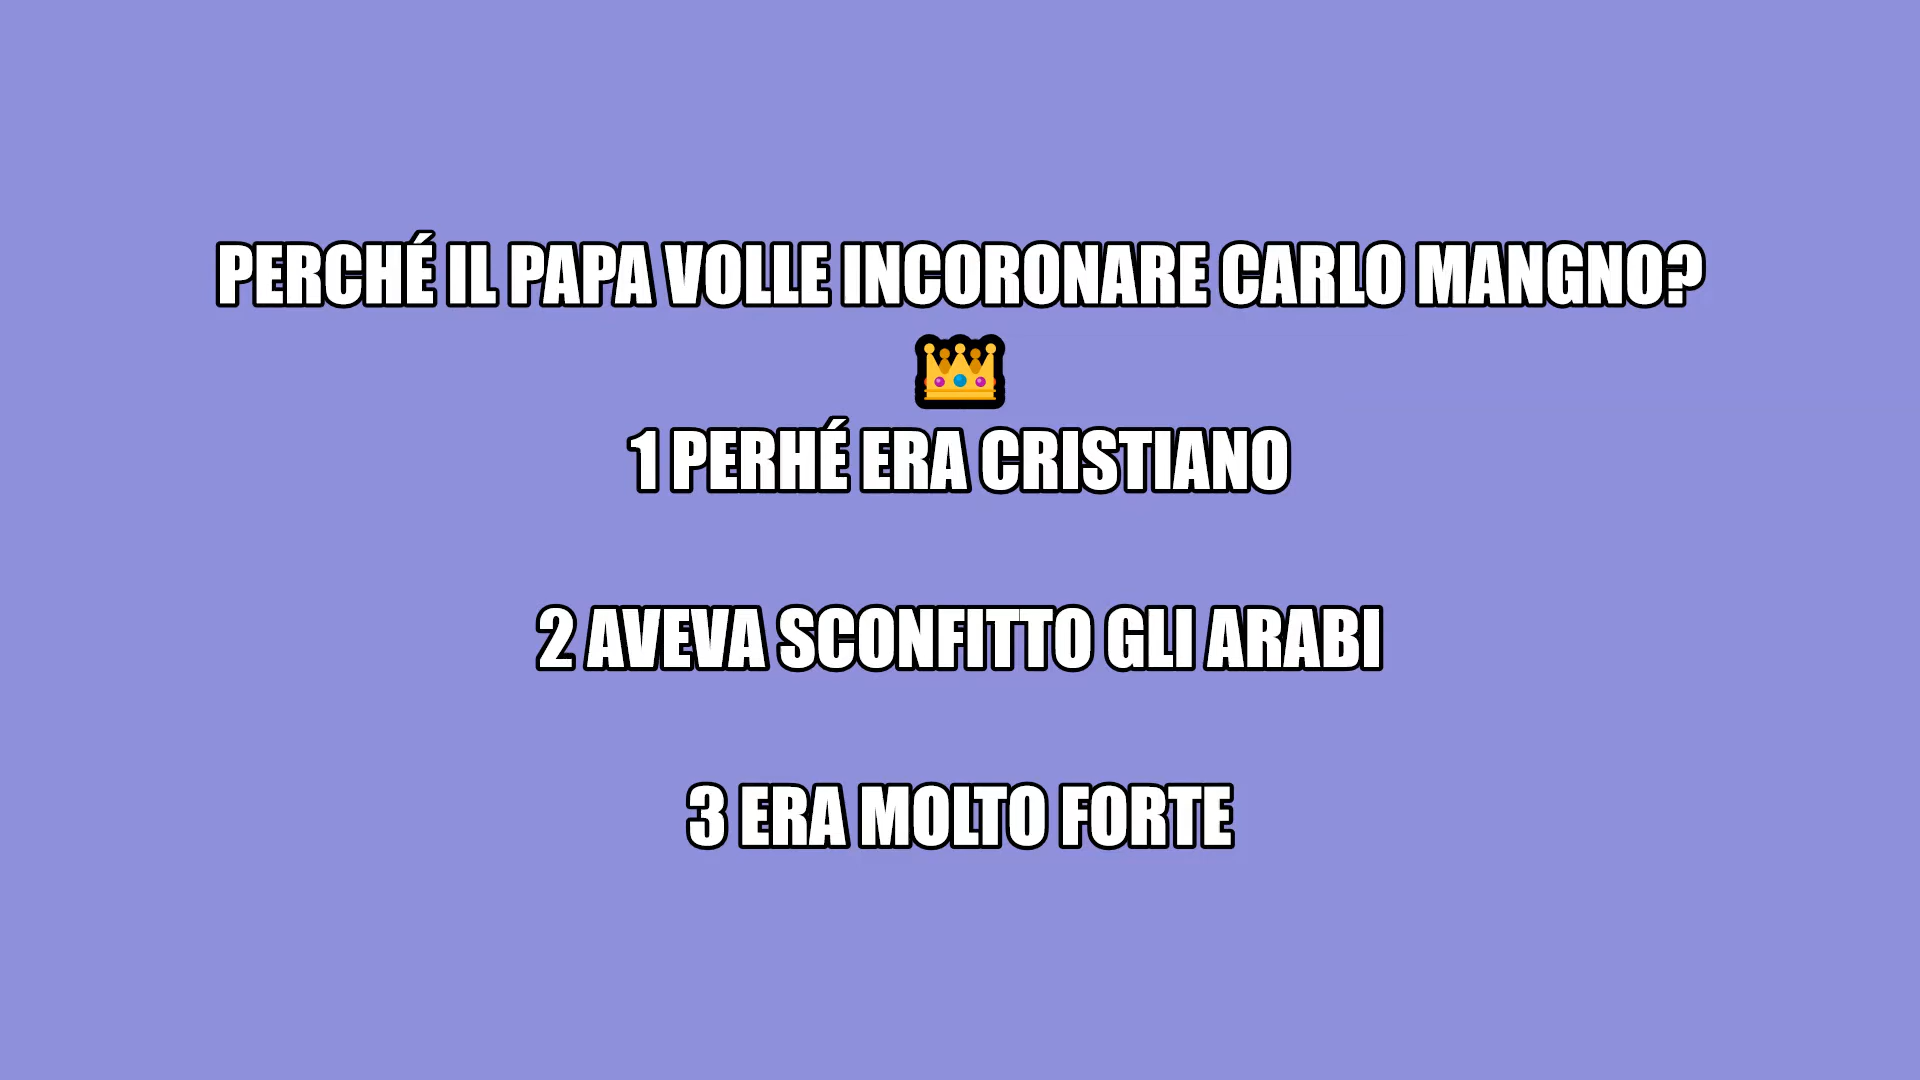 PERCHÉ IL PAPA VOLLE INCORONARE CARLO MANGNO?
👑
1 PERHÉ ERA CRISTIANO
2 AVEVA SCONFITTO GLI ARABI
3 ERA MOLTO FORTE